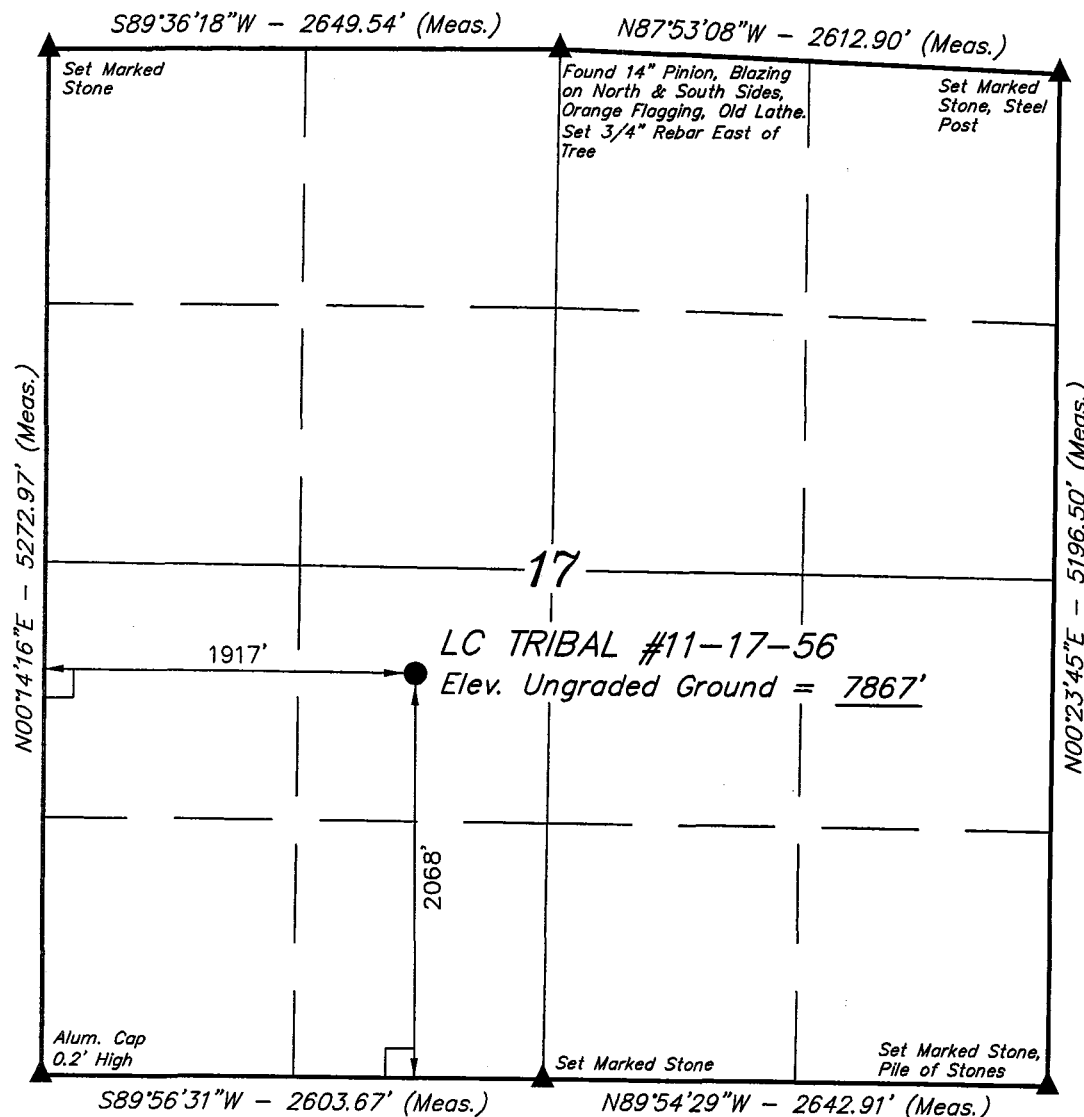 S89°36'18"W - 2649.54' (Meas.)
N87°53'08"W - 2612.90' (Meas.)
Set Marked
Stone
Found 14" Pinion, Blazing
on North & South Sides,
Orange Flagging, Old Lathe.
Set 3/4" Rebar East of
Tree
Set Marked
Stone, Steel
Post
N00°14'16"E - 5272.97' (Meas.)
N00°23'45"E - 5196.50' (Meas.)
17
LC TRIBAL #11-17-56
Elev. Ungraded Ground = 7867'
1917'
2068'
Alum. Cap
0.2' High
Set Marked Stone
Set Marked Stone,
Pile of Stones
S89°56'31"W - 2603.67' (Meas.)
N89°54'29"W - 2642.91' (Meas.)